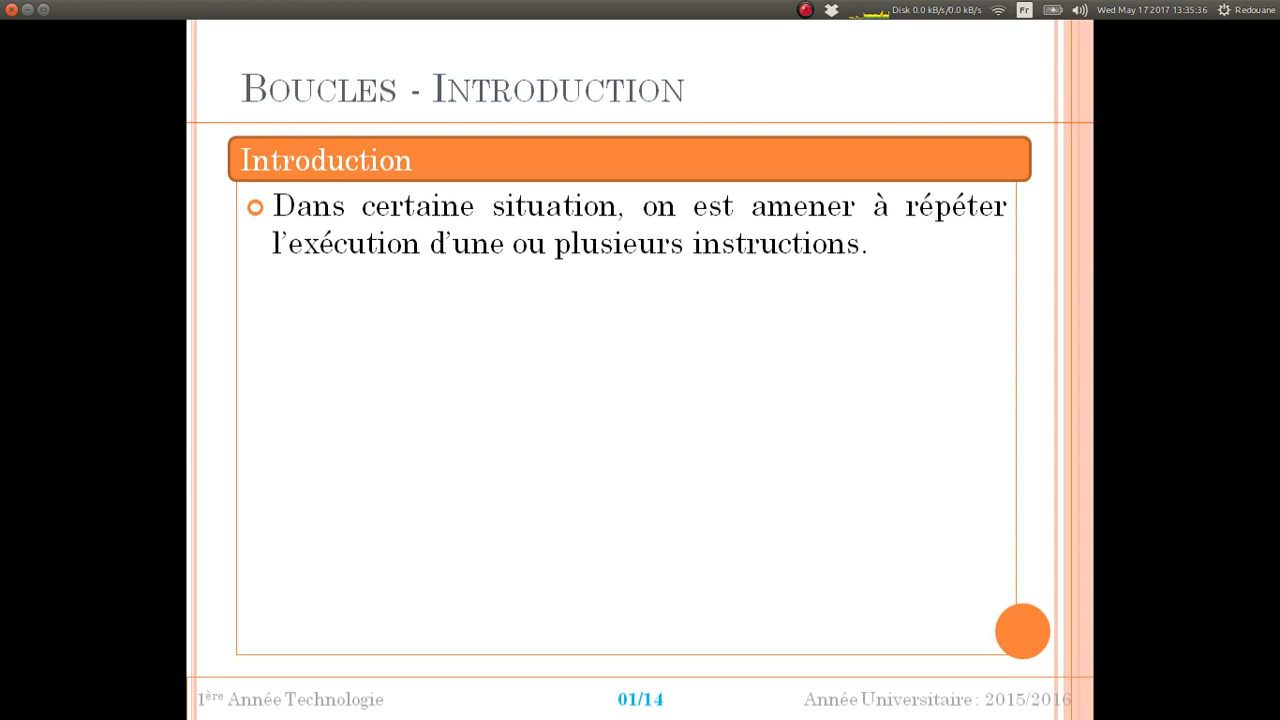 Disk 0.0 kB/s/0.0 kB/s Fr Wed May 17 2017 13:35:36 Redouane
BOUCLES - INTRODUCTION
Introduction
Dans certaine situation, on est amener à répéter
l'exécution d'une ou plusieurs instructions.
1ère Année Technologie 01/14 Année Universitaire : 2015/2016